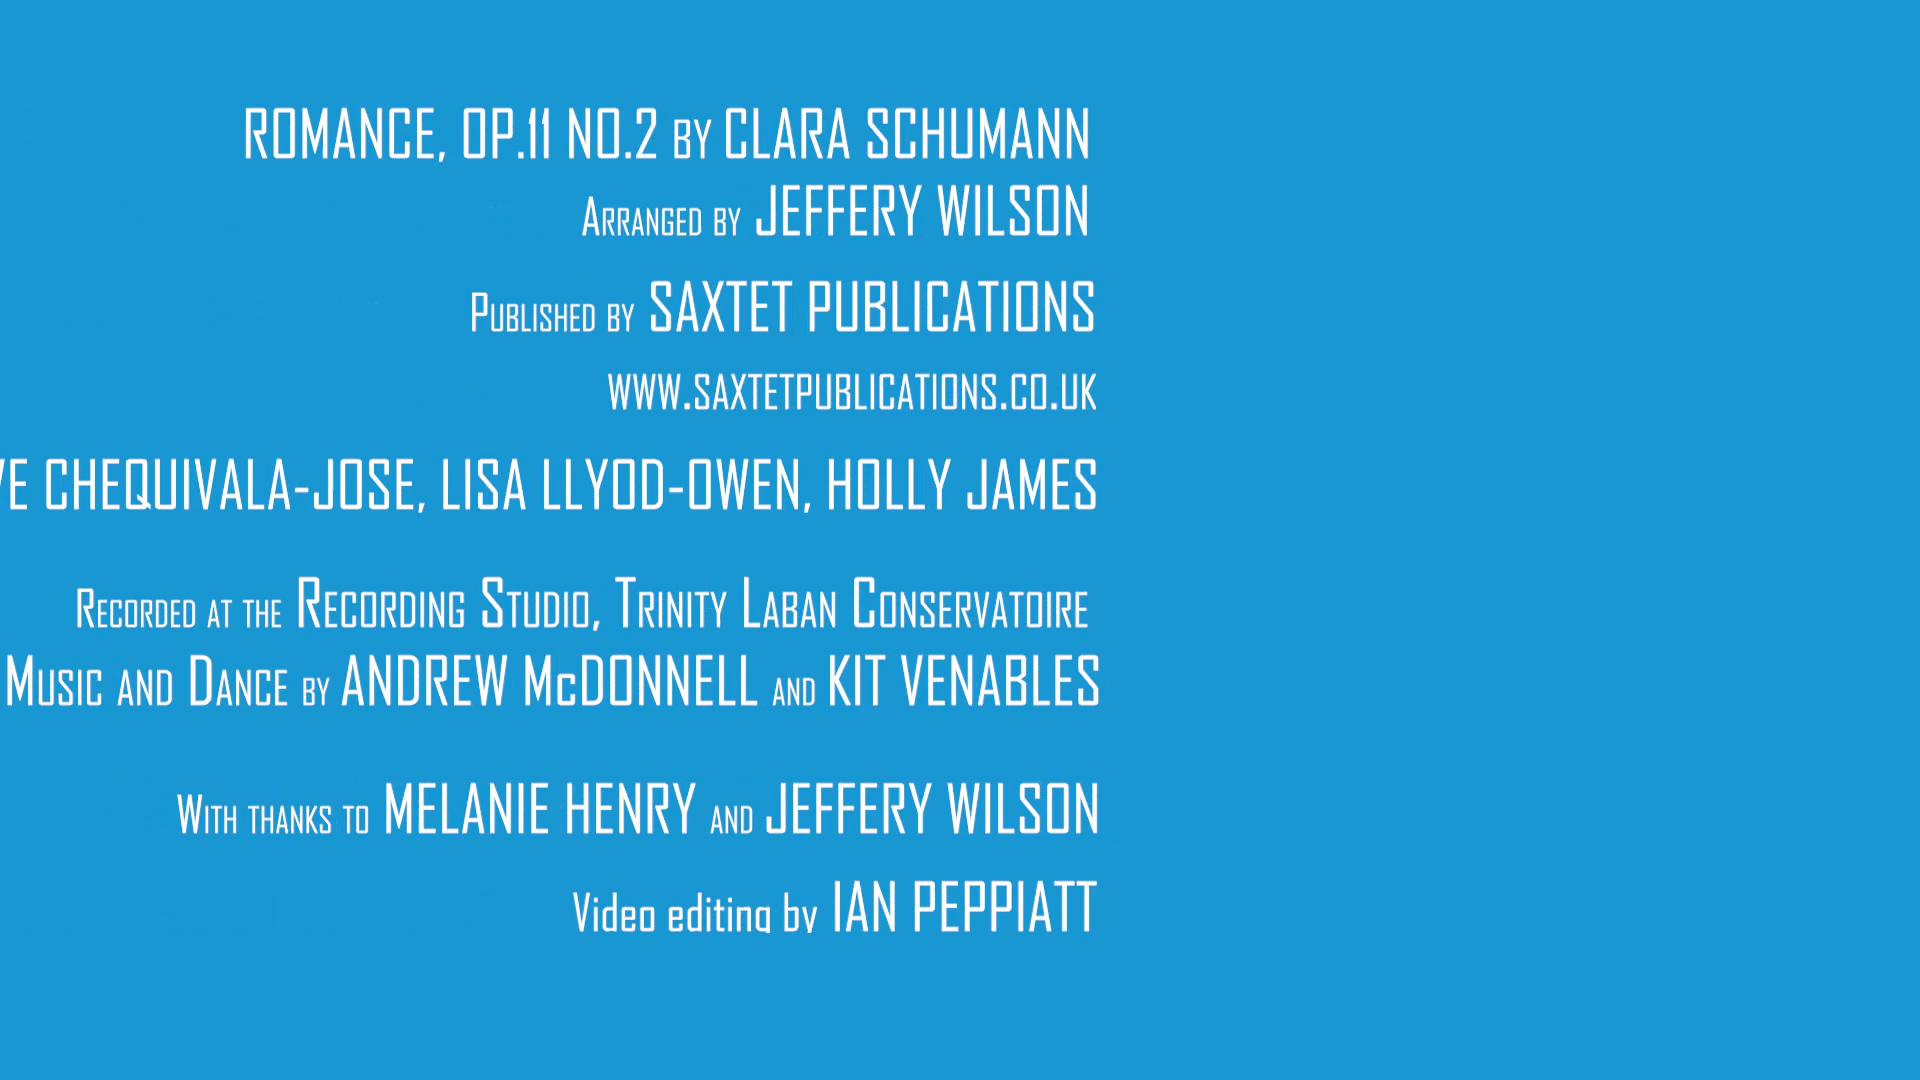 ROMANCE, OP.11 NO.2 BY CLARA SCHUMANN
ARRANGED BY JEFFERY WILSON
PUBLISHED BY SAXTET PUBLICATIONS
WWW.SAXTETPUBLICATIONS.CO.UK
CHEQUIVALA-JOSE, LISA LLYOD-OWEN, HOLLY JAMES
RECORDED AT THE RECORDING STUDIO, TRINITY LABAN CONSERVATOIRE
MUSIC AND DANCE BY ANDREW McDONNELL AND KIT VENABLES
WITH THANKS TO MELANIE HENRY AND JEFFERY WILSON
Video editing by IAN PEPPIATT